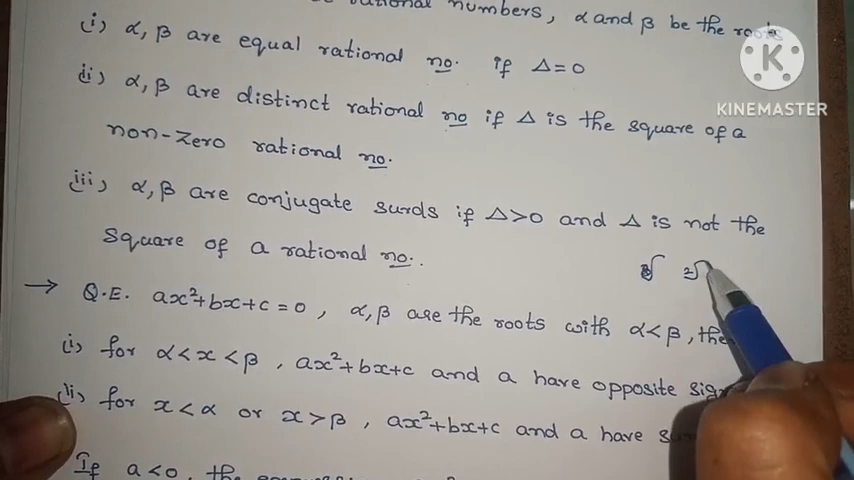 rational numbers, α and β be the roots
(i) α, β are equal rational no. if Δ=0
(ii) α, β are distinct rational no if Δ is the square of a
non-zero rational no.
(iii) α, β are conjugate surds if Δ>0 and Δ is not the
square of a rational no..
→ Q.E. ax²+bx+c=0, α, β are the roots with α<β, the
(i) for α<x<β, ax²+bx+c and a have opposite sig
(ii) for x<α or x>β, ax²+bx+c and a have sa
If a<0, the
KINEMASTER